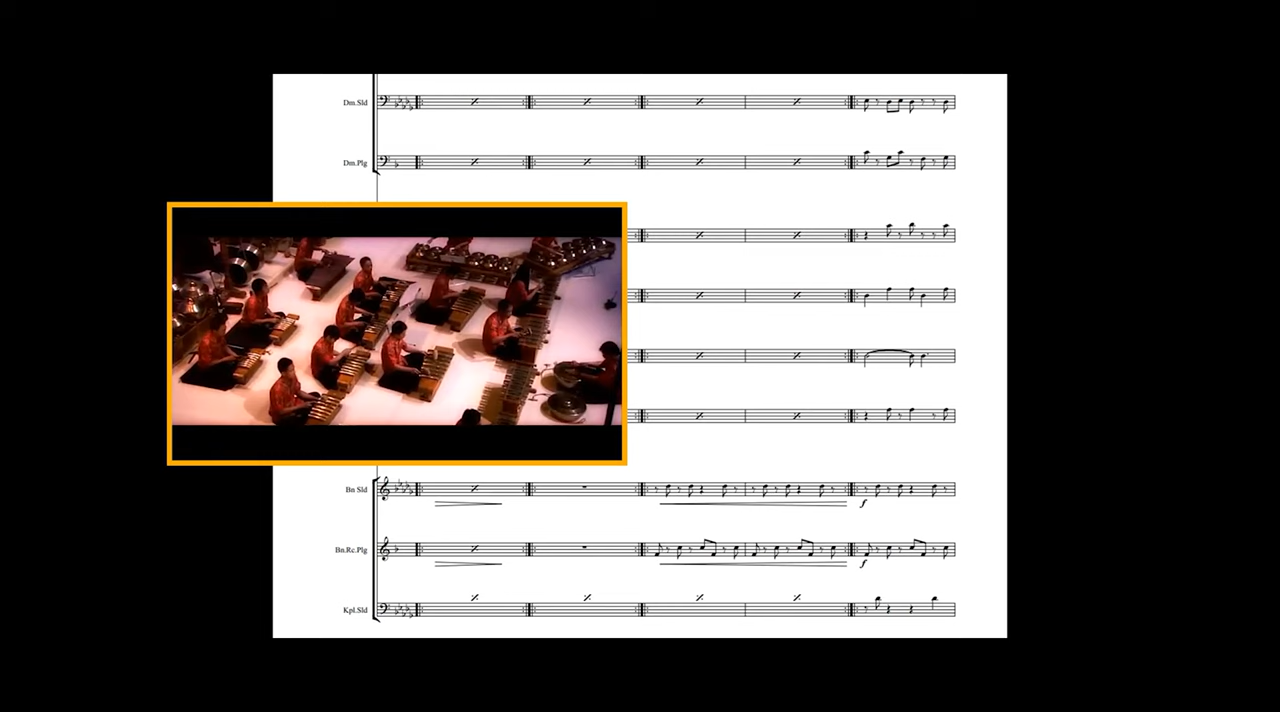 Dm.Sld
Dm.Plg
Bn Sld
f
Bn.Rc.Plg
f
Kpl.Sld